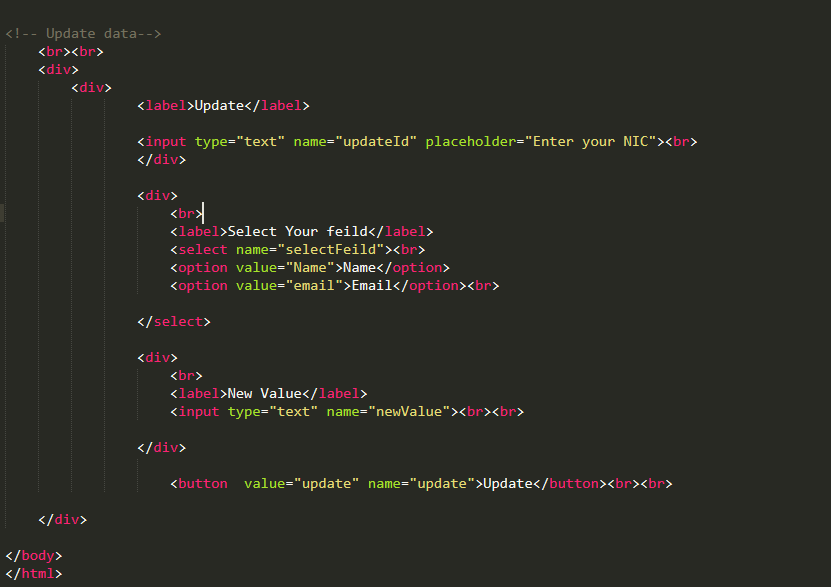 <!-- Update data-->
<br><br>
<div>
<div>
<label>Update</label>
<input type="text" name="updateId" placeholder="Enter your NIC"><br>
</div>
<div>
<br>
<label>Select Your feild</label>
<select name="selectFeild"><br>
<option value="Name">Name</option>
<option value="email">Email</option><br>
</select>
<div>
<br>
<label>New Value</label>
<input type="text" name="newValue"><br><br>
</div>
<button  value="update" name="update">Update</button><br><br>
</div>
</body>
</html>